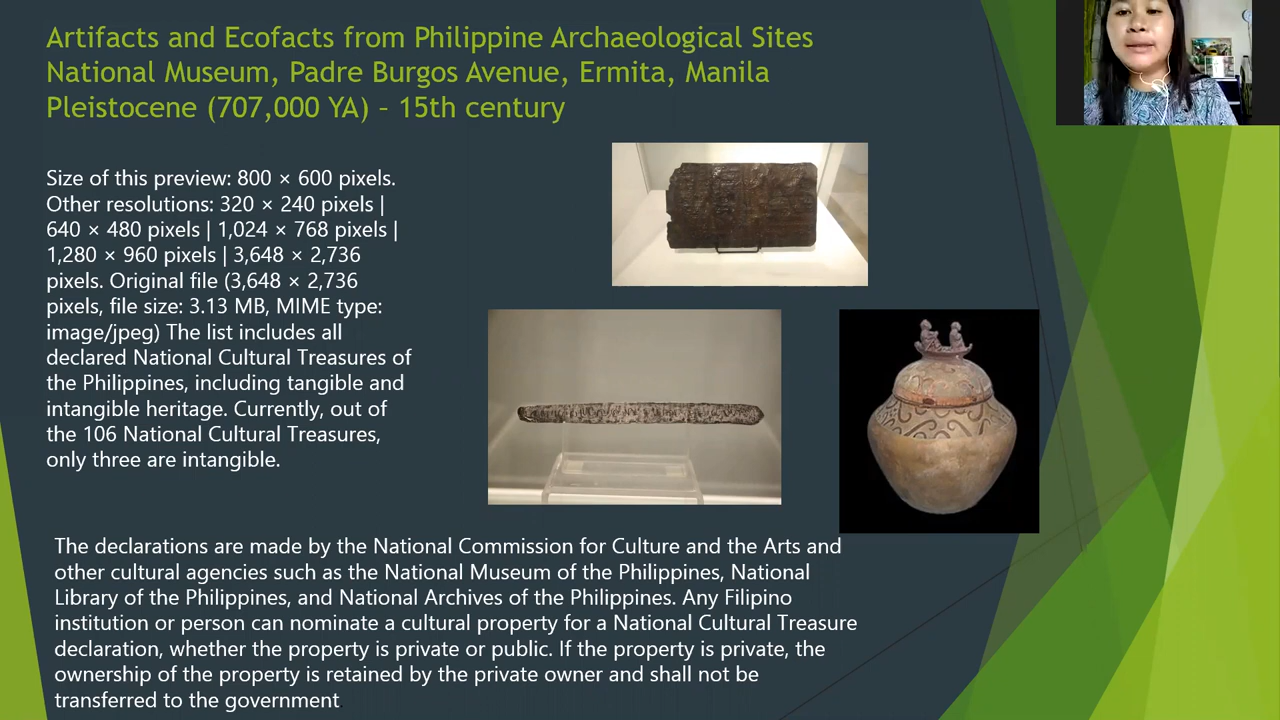 Artifacts and Ecofacts from Philippine Archaeological Sites
National Museum, Padre Burgos Avenue, Ermita, Manila
Pleistocene (707,000 YA) – 15th century
Size of this preview: 800 × 600 pixels.
Other resolutions: 320 × 240 pixels |
640 × 480 pixels | 1,024 × 768 pixels |
1,280 × 960 pixels | 3,648 × 2,736
pixels. Original file (3,648 × 2,736
pixels, file size: 3.13 MB, MIME type:
image/jpeg) The list includes all
declared National Cultural Treasures of
the Philippines, including tangible and
intangible heritage. Currently, out of
the 106 National Cultural Treasures,
only three are intangible.
The declarations are made by the National Commission for Culture and the Arts and
other cultural agencies such as the National Museum of the Philippines, National
Library of the Philippines, and National Archives of the Philippines. Any Filipino
institution or person can nominate a cultural property for a National Cultural Treasure
declaration, whether the property is private or public. If the property is private, the
ownership of the property is retained by the private owner and shall not be
transferred to the government.